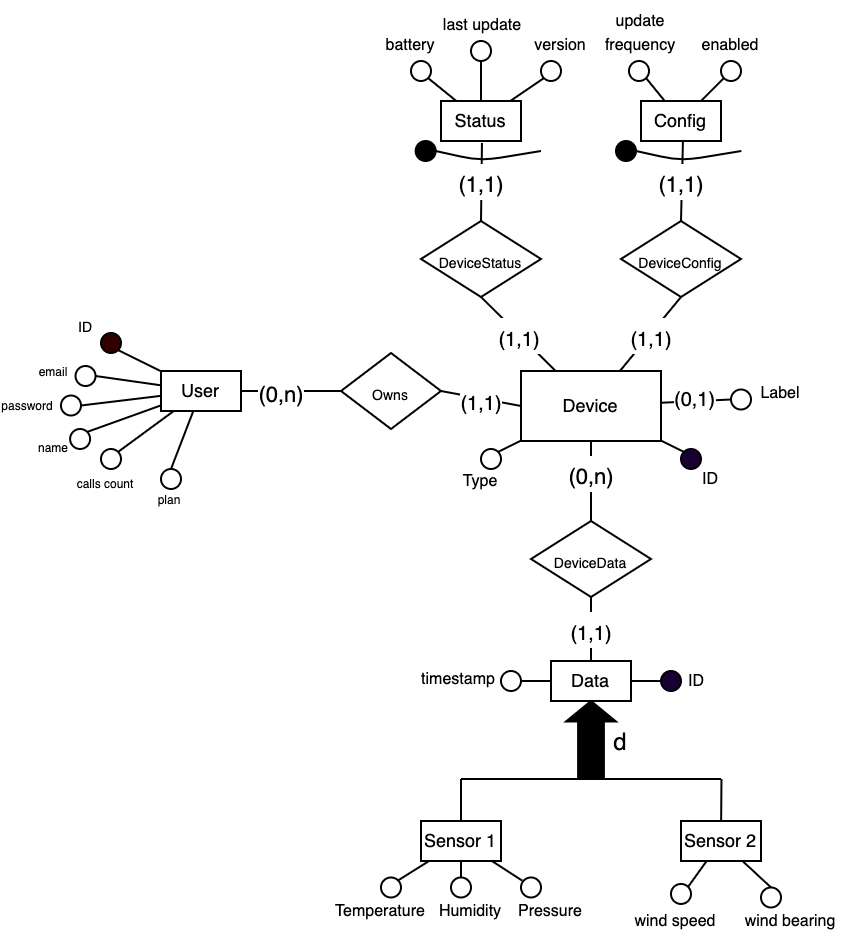 update
last update
battery
version
frequency
enabled
Status
Config
(1,1)
(1,1)
DeviceStatus
DeviceConfig
ID
(1,1)
(1,1)
email
User
(0,n)
Owns
(1,1)
Device
(0,1)
Label
password
name
calls count
plan
Type
(0,n)
ID
DeviceData
(1,1)
timestamp
Data
ID
d
Sensor 1
Sensor 2
Temperature
Humidity
Pressure
wind speed
wind bearing